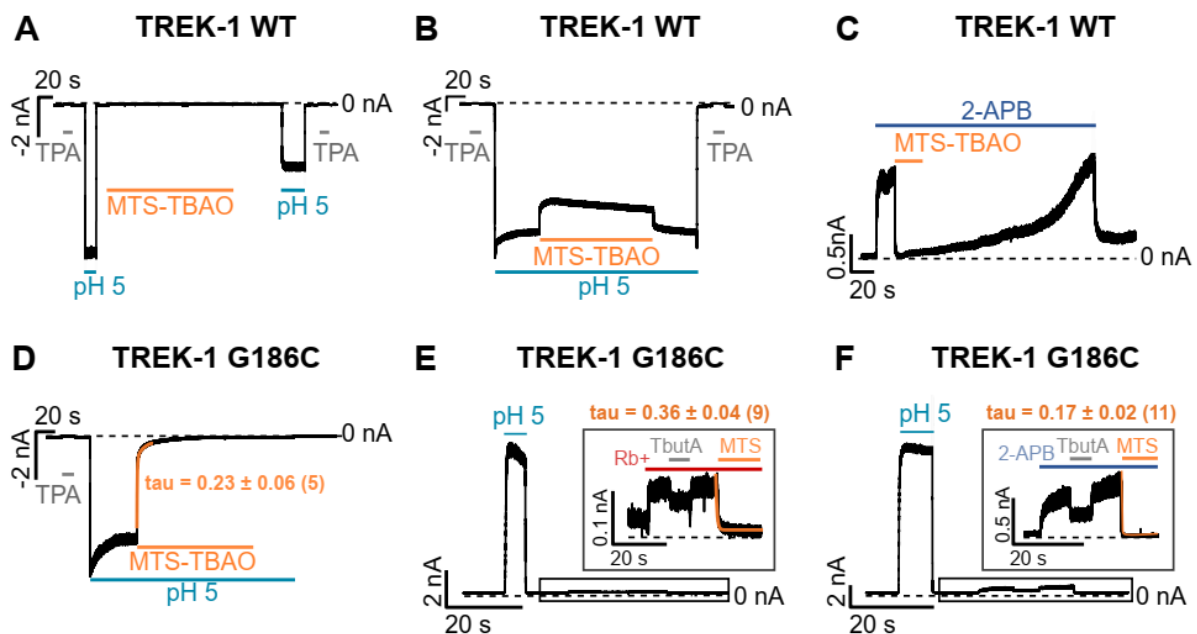 A TREK-1 WT
20 s
-2 nA
0 nA
TPA
TPA
MTS-TBAO
pH 5
pH 5
B TREK-1 WT
20 s
-2 nA
0 nA
TPA
TPA
MTS-TBAO
pH 5
C TREK-1 WT
2-APB
MTS-TBAO
0.5nA
0 nA
20 s
D TREK-1 G186C
20 s
-2 nA
0 nA
TPA
tau = 0.23 ± 0.06 (5)
MTS-TBAO
pH 5
E TREK-1 G186C
pH 5
tau = 0.36 ± 0.04 (9)
TbutA MTS
Rb+
0.1 nA
20 s
2 nA
0 nA
20 s
F TREK-1 G186C
pH 5
tau = 0.17 ± 0.02 (11)
TbutA MTS
2-APB
0.5 nA
20 s
2 nA
0 nA
20 s